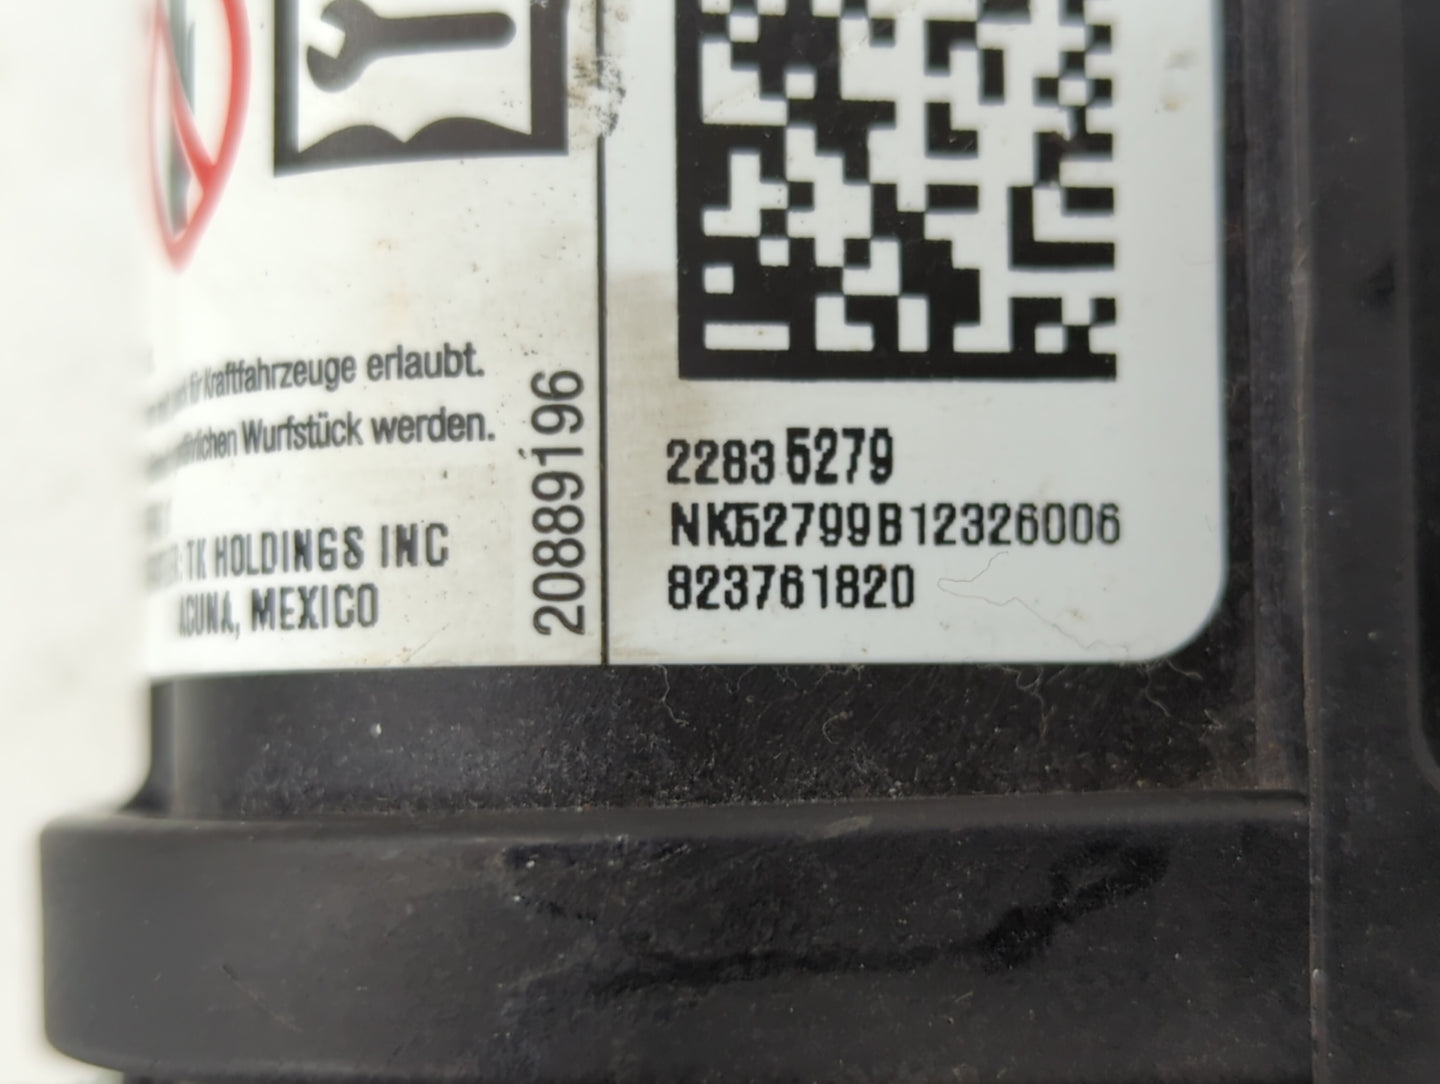 für Kraftfahrzeuge erlaubt.
Wurfstück werden.
TK HOLDINGS INC
ACUNA, MEXICO
20889196
22835279
NK52799B12326006
823761820